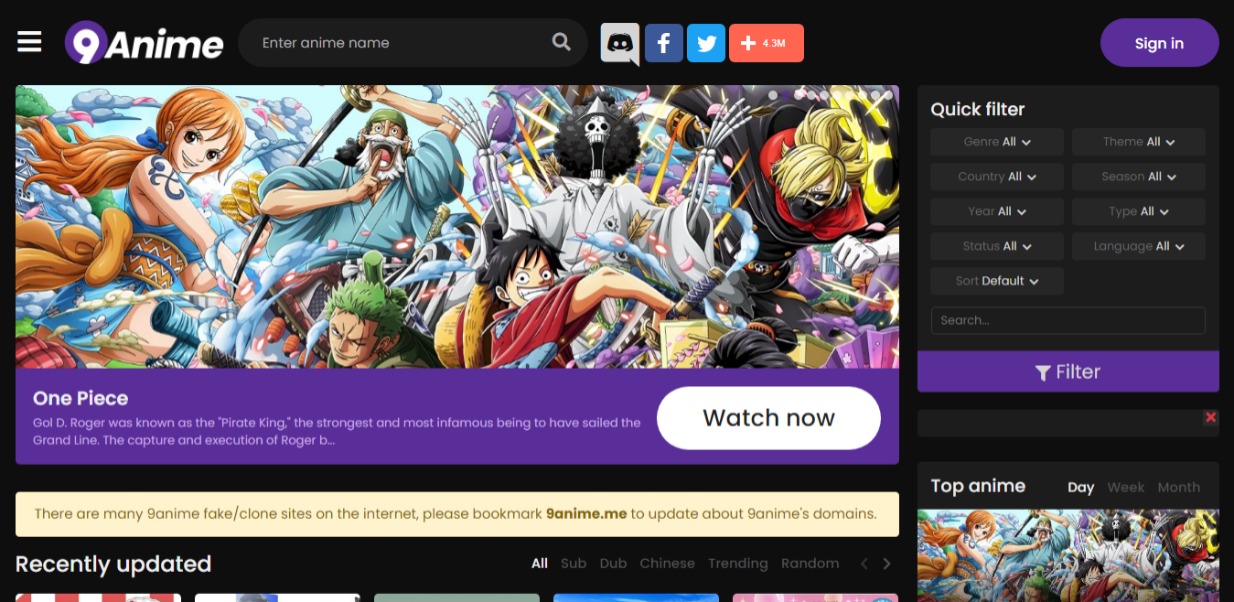 9Anime
Enter anime name
4.3M
Sign in
One Piece
Gol D. Roger was known as the "Pirate King," the strongest and most infamous being to have sailed the
Grand Line. The capture and execution of Roger b...
Watch now
There are many 9anime fake/clone sites on the internet, please bookmark 9anime.me to update about 9anime's domains.
Recently updated
All Sub Dub Chinese Trending Random
Quick filter
Genre All Theme All
Country All Season All
Year All Type All
Status All Language All
Sort Default
Search...
Filter
Top anime Day Week Month